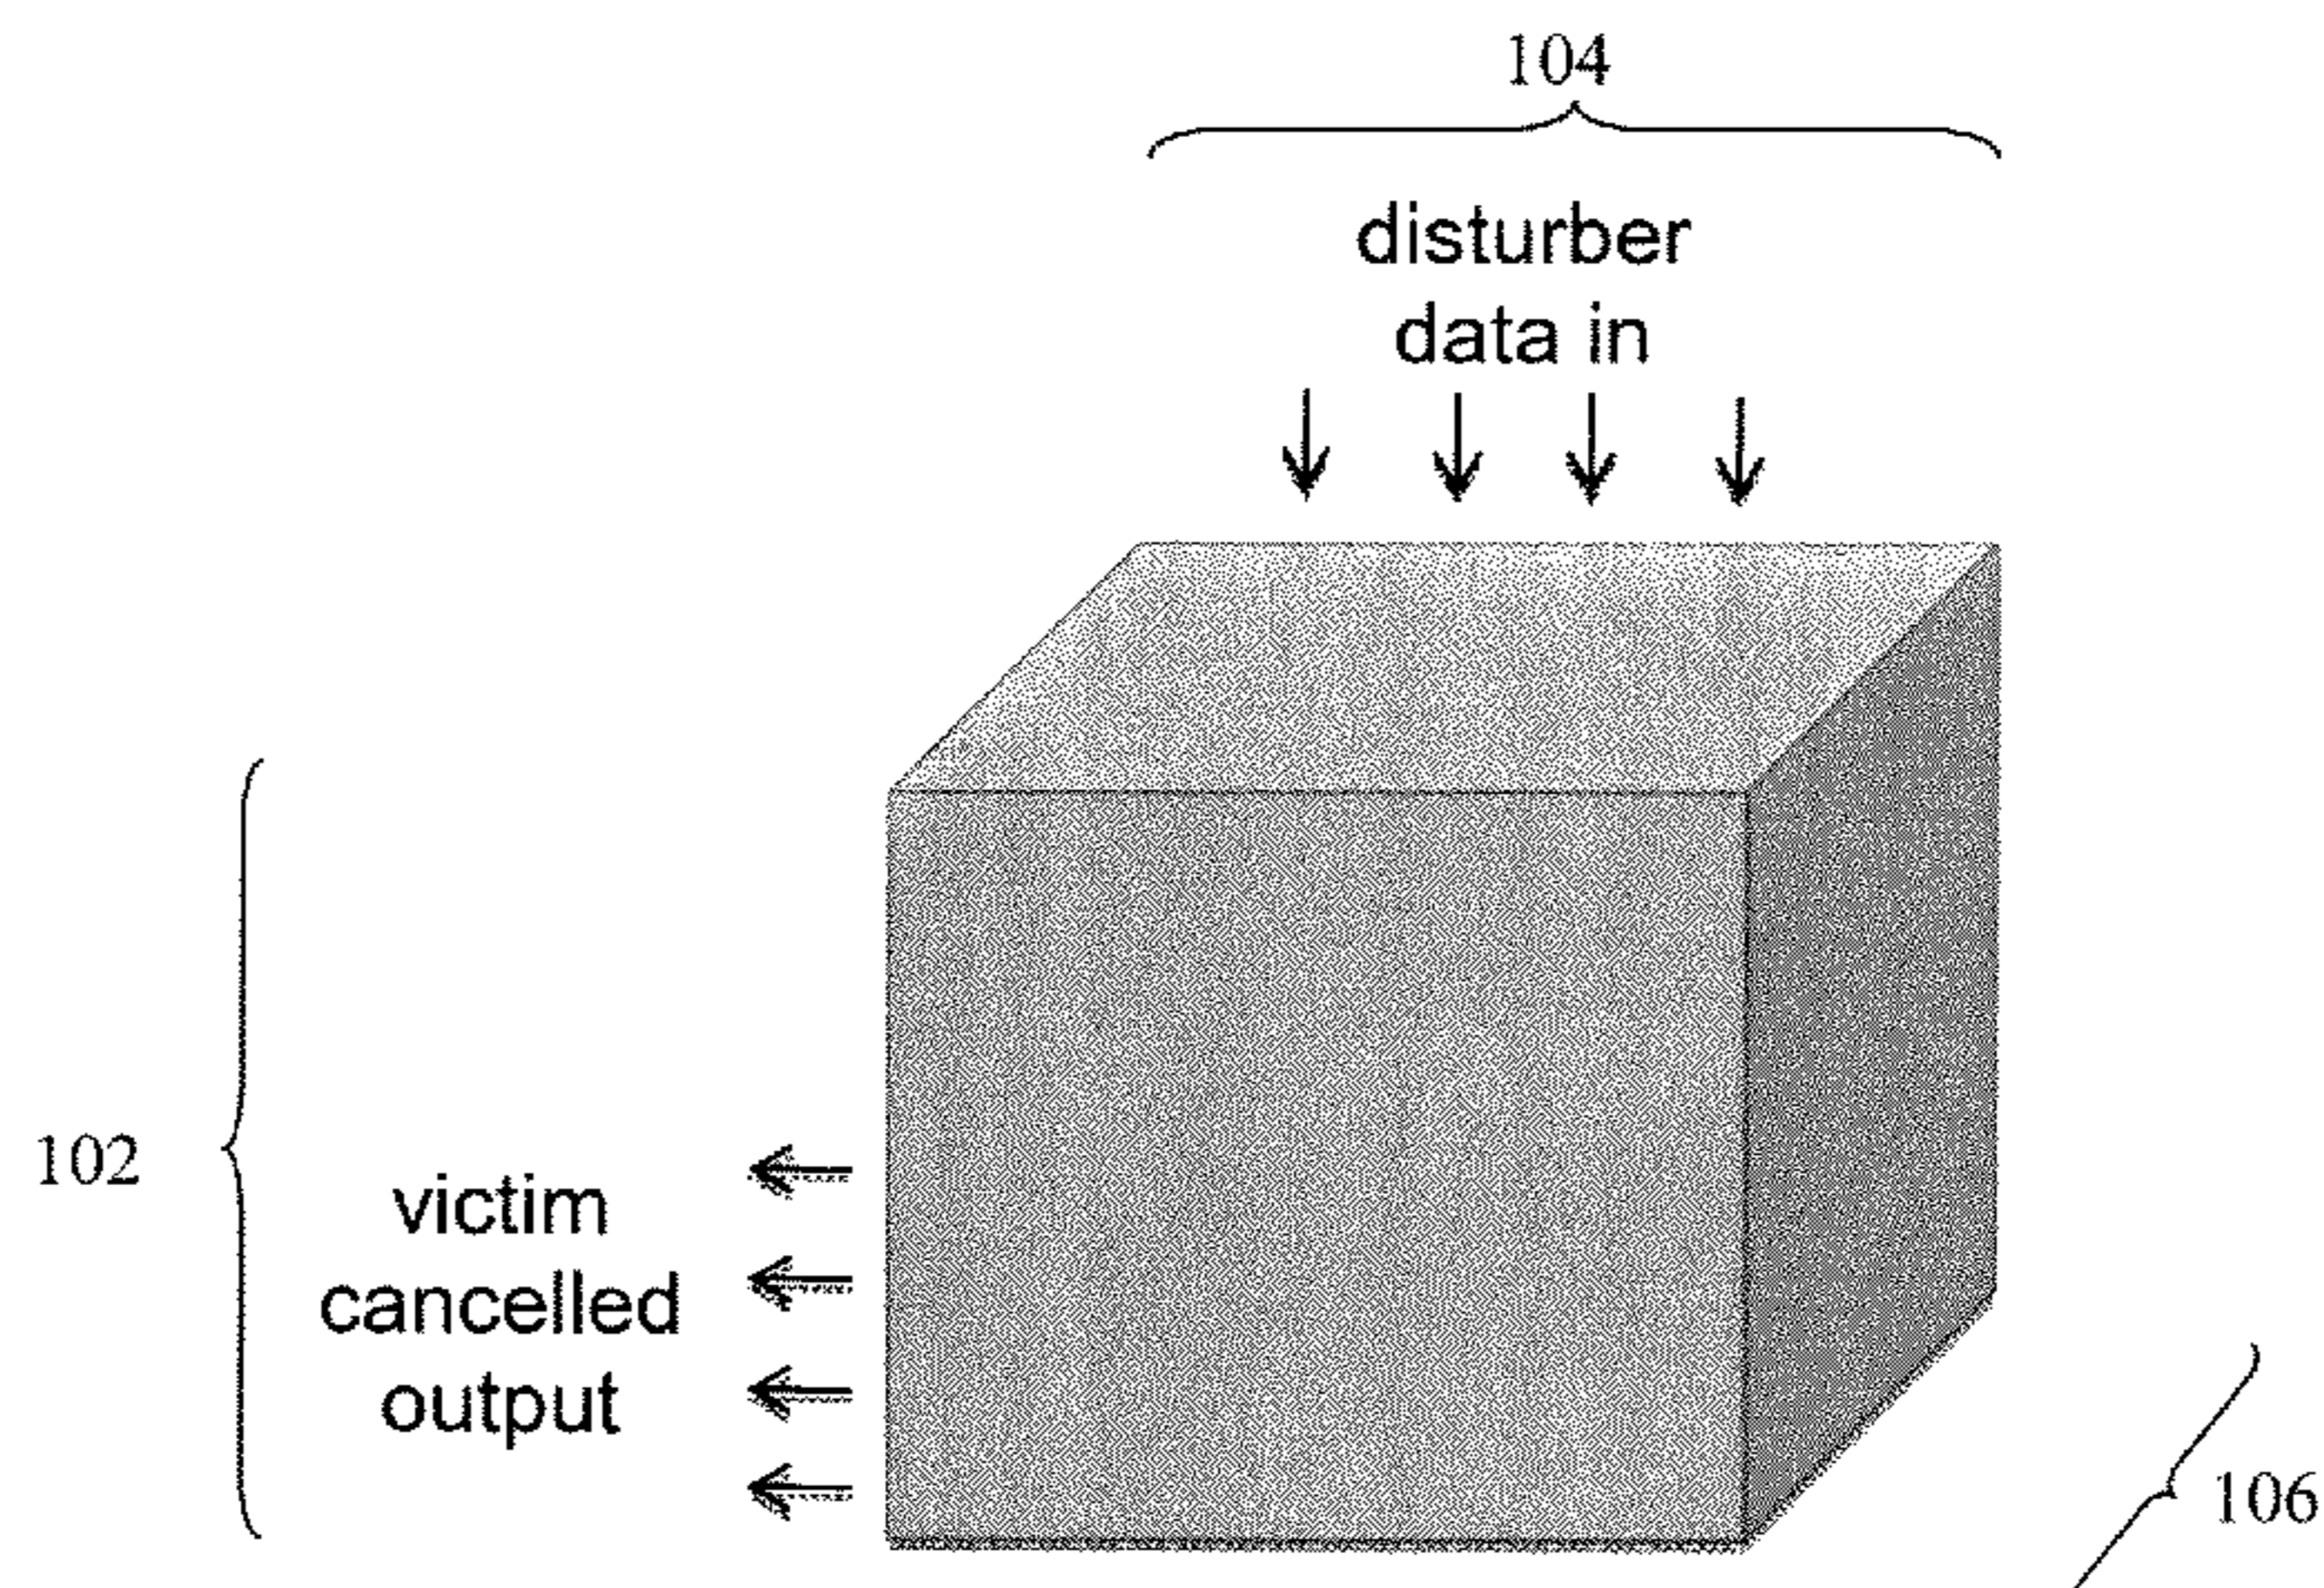 104
disturber
data in
102
victim
cancelled
output
106